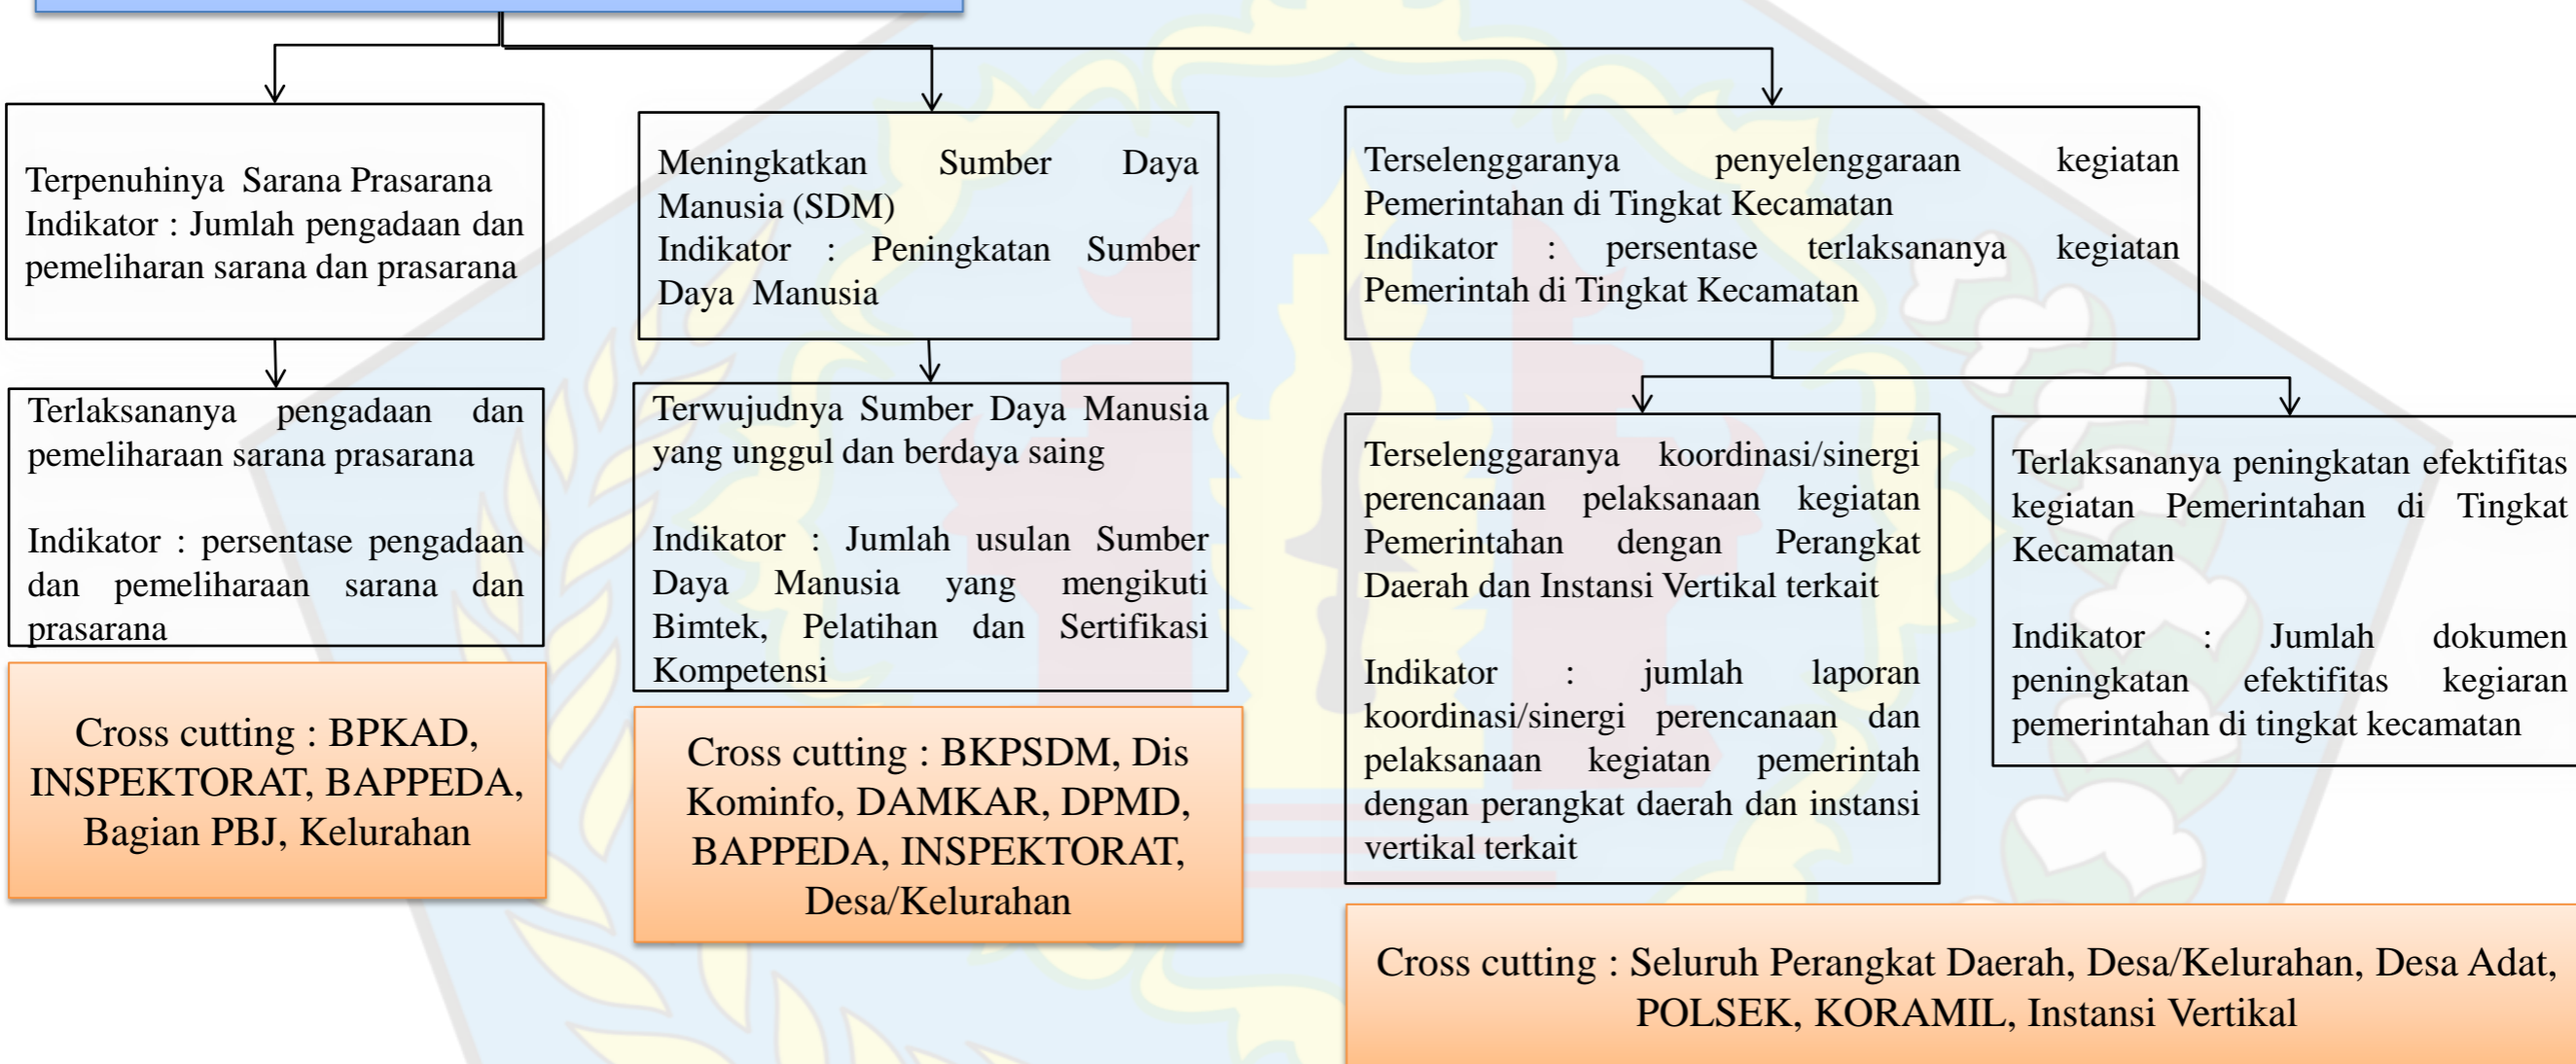 Terpenuhinya Sarana Prasarana
Indikator : Jumlah pengadaan dan
pemeliharan sarana dan prasarana
Meningkatkan Sumber Daya
Manusia (SDM)
Indikator : Peningkatan Sumber
Daya Manusia
Terselenggaranya penyelenggaraan kegiatan
Pemerintahan di Tingkat Kecamatan
Indikator : persentase terlaksananya kegiatan
Pemerintah di Tingkat Kecamatan
Terlaksananya pengadaan dan
pemeliharaan sarana prasarana
Indikator : persentase pengadaan
dan pemeliharaan sarana dan
prasarana
Terwujudnya Sumber Daya Manusia
yang unggul dan berdaya saing
Indikator : Jumlah usulan Sumber
Daya Manusia yang mengikuti
Bimtek, Pelatihan dan Sertifikasi
Kompetensi
Terselenggaranya koordinasi/sinergi
perencanaan pelaksanaan kegiatan
Pemerintahan dengan Perangkat
Daerah dan Instansi Vertikal terkait
Indikator : jumlah laporan
koordinasi/sinergi perencanaan dan
pelaksanaan kegiatan pemerintah
dengan perangkat daerah dan instansi
vertikal terkait
Terlaksananya peningkatan efektifitas
kegiatan Pemerintahan di Tingkat
Kecamatan
Indikator : Jumlah dokumen
peningkatan efektifitas kegiaran
pemerintahan di tingkat kecamatan
Cross cutting : BPKAD,
INSPEKTORAT, BAPPEDA,
Bagian PBJ, Kelurahan
Cross cutting : BKPSDM, Dis
Kominfo, DAMKAR, DPMD,
BAPPEDA, INSPEKTORAT,
Desa/Kelurahan
Cross cutting : Seluruh Perangkat Daerah, Desa/Kelurahan, Desa Adat,
POLSEK, KORAMIL, Instansi Vertikal